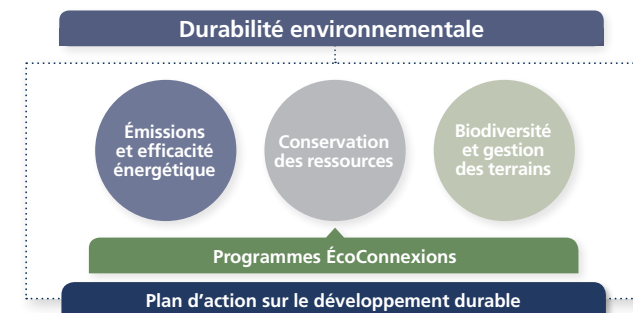 Durabilité environnementale
Émissions
et efficacité
énergétique
Conservation
des ressources
Biodiversité
et gestion
des terrains
Programmes ÉcoConnexions
Plan d’action sur le développement durable